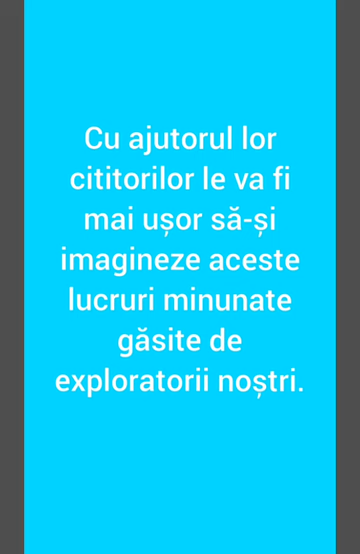 Cu ajutorul lor
cititorilor le va fi
mai ușor să-și
imagineze aceste
lucruri minunate
găsite de
exploratorii noștri.